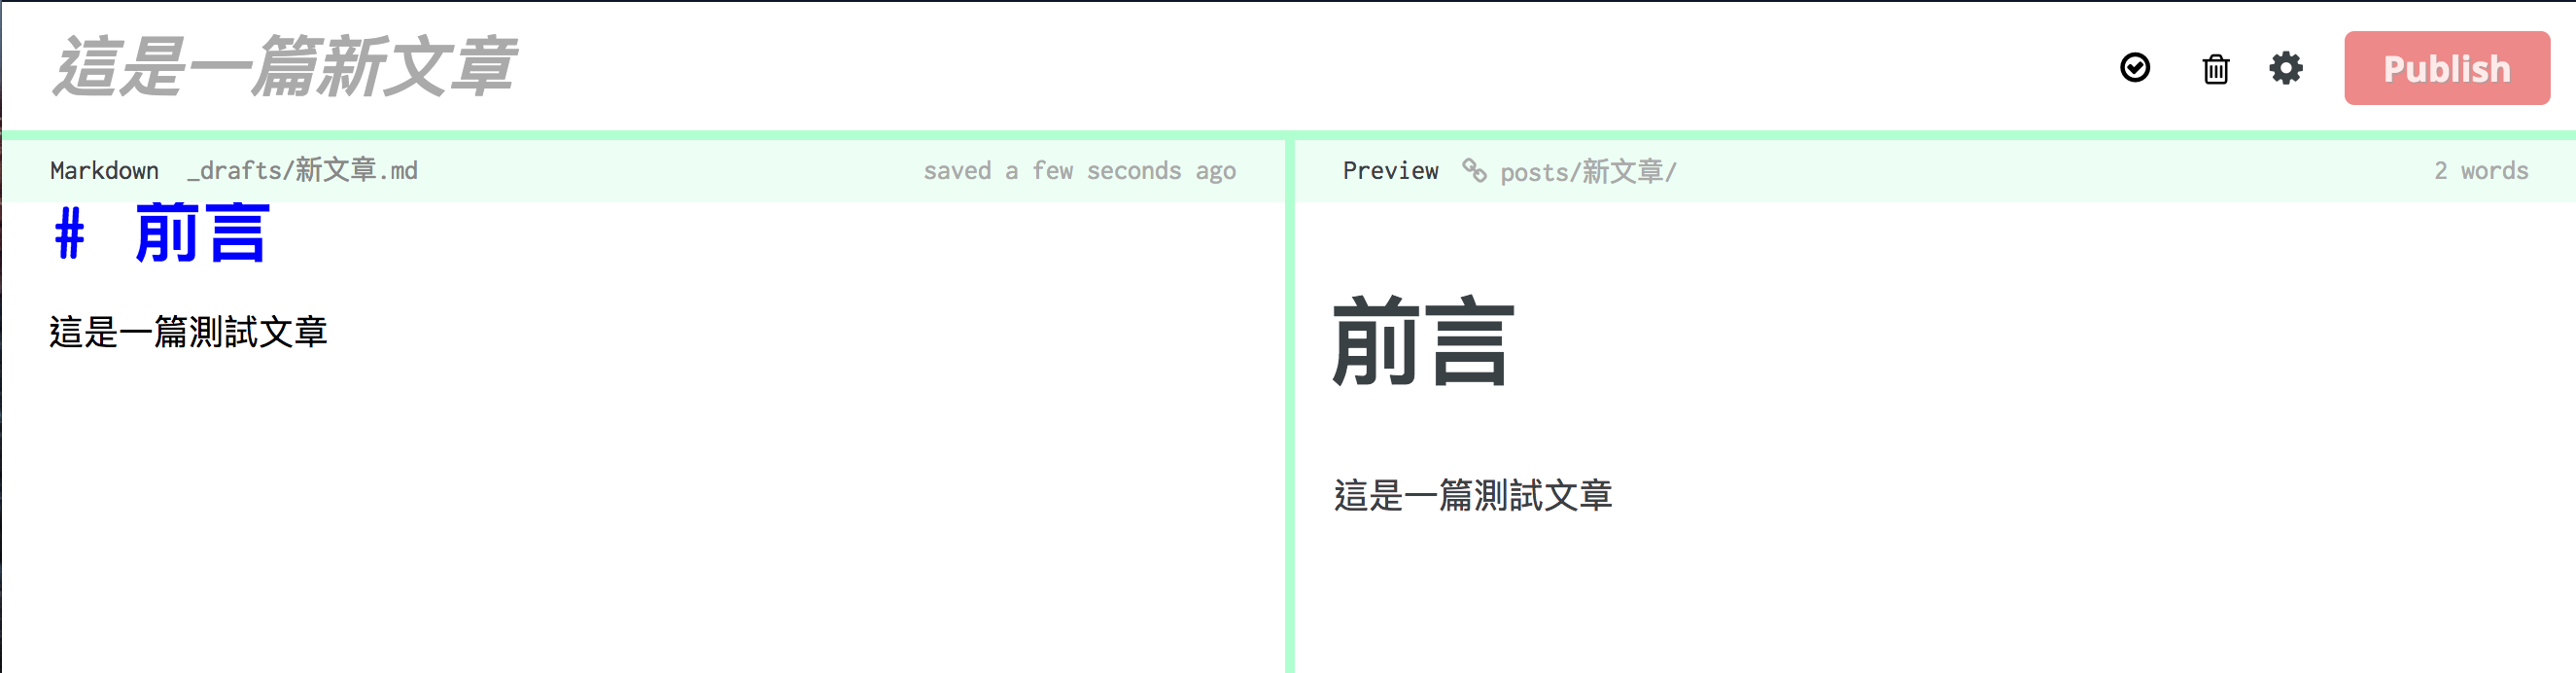 這是一篇新文章
Publish
Markdown _drafts/新文章.md saved a few seconds ago
Preview posts/新文章/ 2 words
# 前言
這是一篇測試文章
前言
這是一篇測試文章